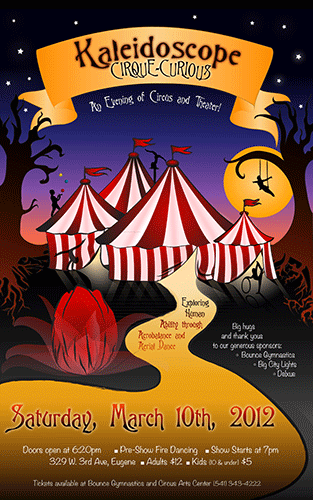 Kaleidoscope
CIRQUE-CURIOUS
An Evening of Circus and Theater!
Exploring
Human
Ability through
Acrobalance and
Aerial Dance
Big hugs
and thank yous
to our generous sponsors:
» Bounce Gymnastics
» Big City Lights
» Delxue
Saturday, March 10th, 2012
Doors open at 6:20pm ■ Pre-Show Fire Dancing ■ Show Starts at 7pm
329 W. 3rd Ave, Eugene ■ Adults $12 ■ Kids (10 & under) $5
Tickets available at Bounce Gymnastics and Circus Arts Center (541) 343-4222